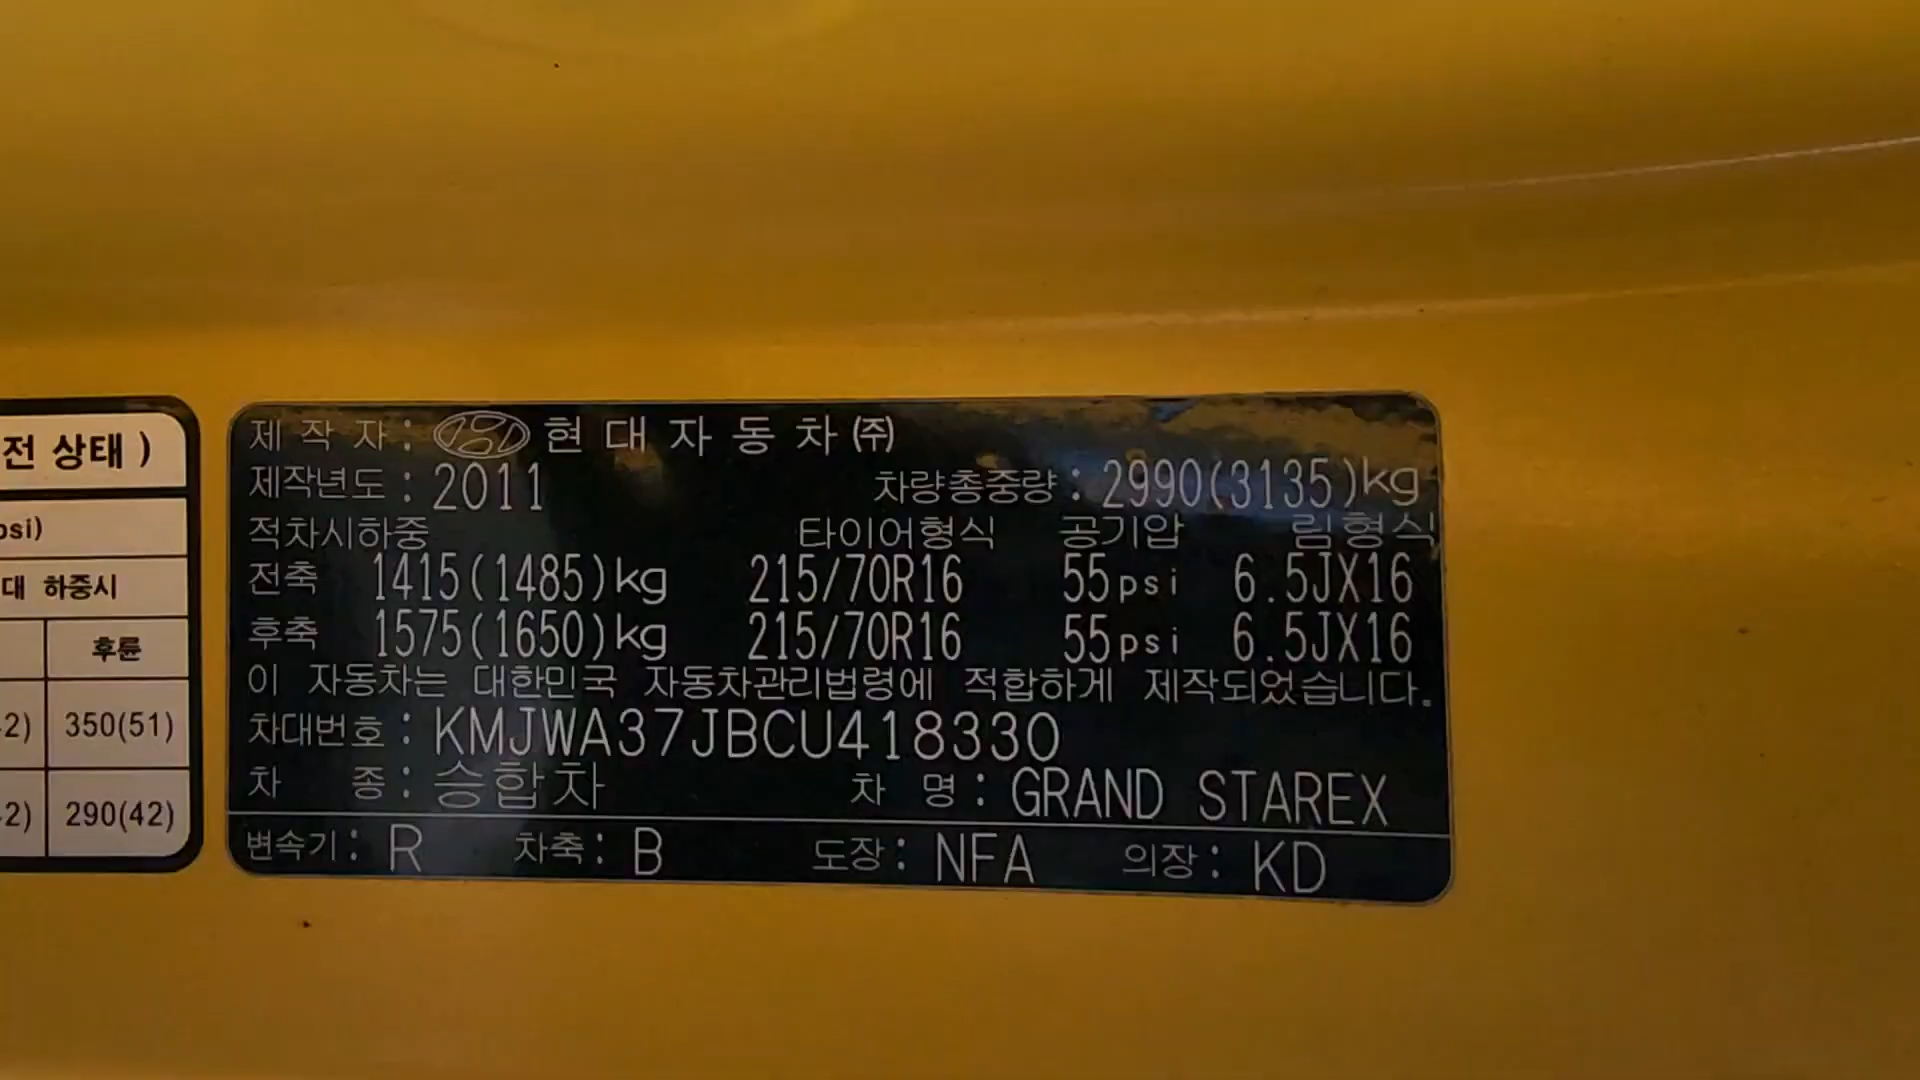 전 상태 )
psi)
대 하중시
후륜
2) 350(51)
2) 290(42)
제 작 자 : 현 대 자 동 차 ㈜
제작년도 : 2011 차량총중량 : 2990(3135)kg
적차시하중 타이어형식 공기압 림형식
전축 1415(1485)kg 215/70R16 55psi 6.5JX16
후축 1575(1650)kg 215/70R16 55psi 6.5JX16
이 자동차는 대한민국 자동차관리법령에 적합하게 제작되었습니다.
차대번호 : KMJWA37JBCU418330
차 종 : 승합차 차 명 : GRAND STAREX
변속기 : R 차축 : B 도장 : NFA 의장 : KD